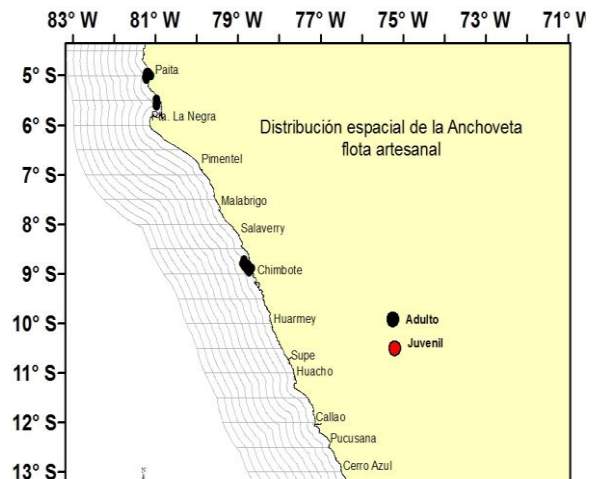 83° W 81° W 79° W 77° W 75° W 73° W 71° W
5° S
Paita
Pta. La Negra
6° S
Distribución espacial de la Anchoveta
flota artesanal
Pimentel
7° S
Malabrigo
8° S
Salaverry
9° S
Chimbote
10° S
Huarmey
Adulto
Juvenil
Supe
11° S
Huacho
12° S
Callao
Pucusana
13° S
Cerro Azul